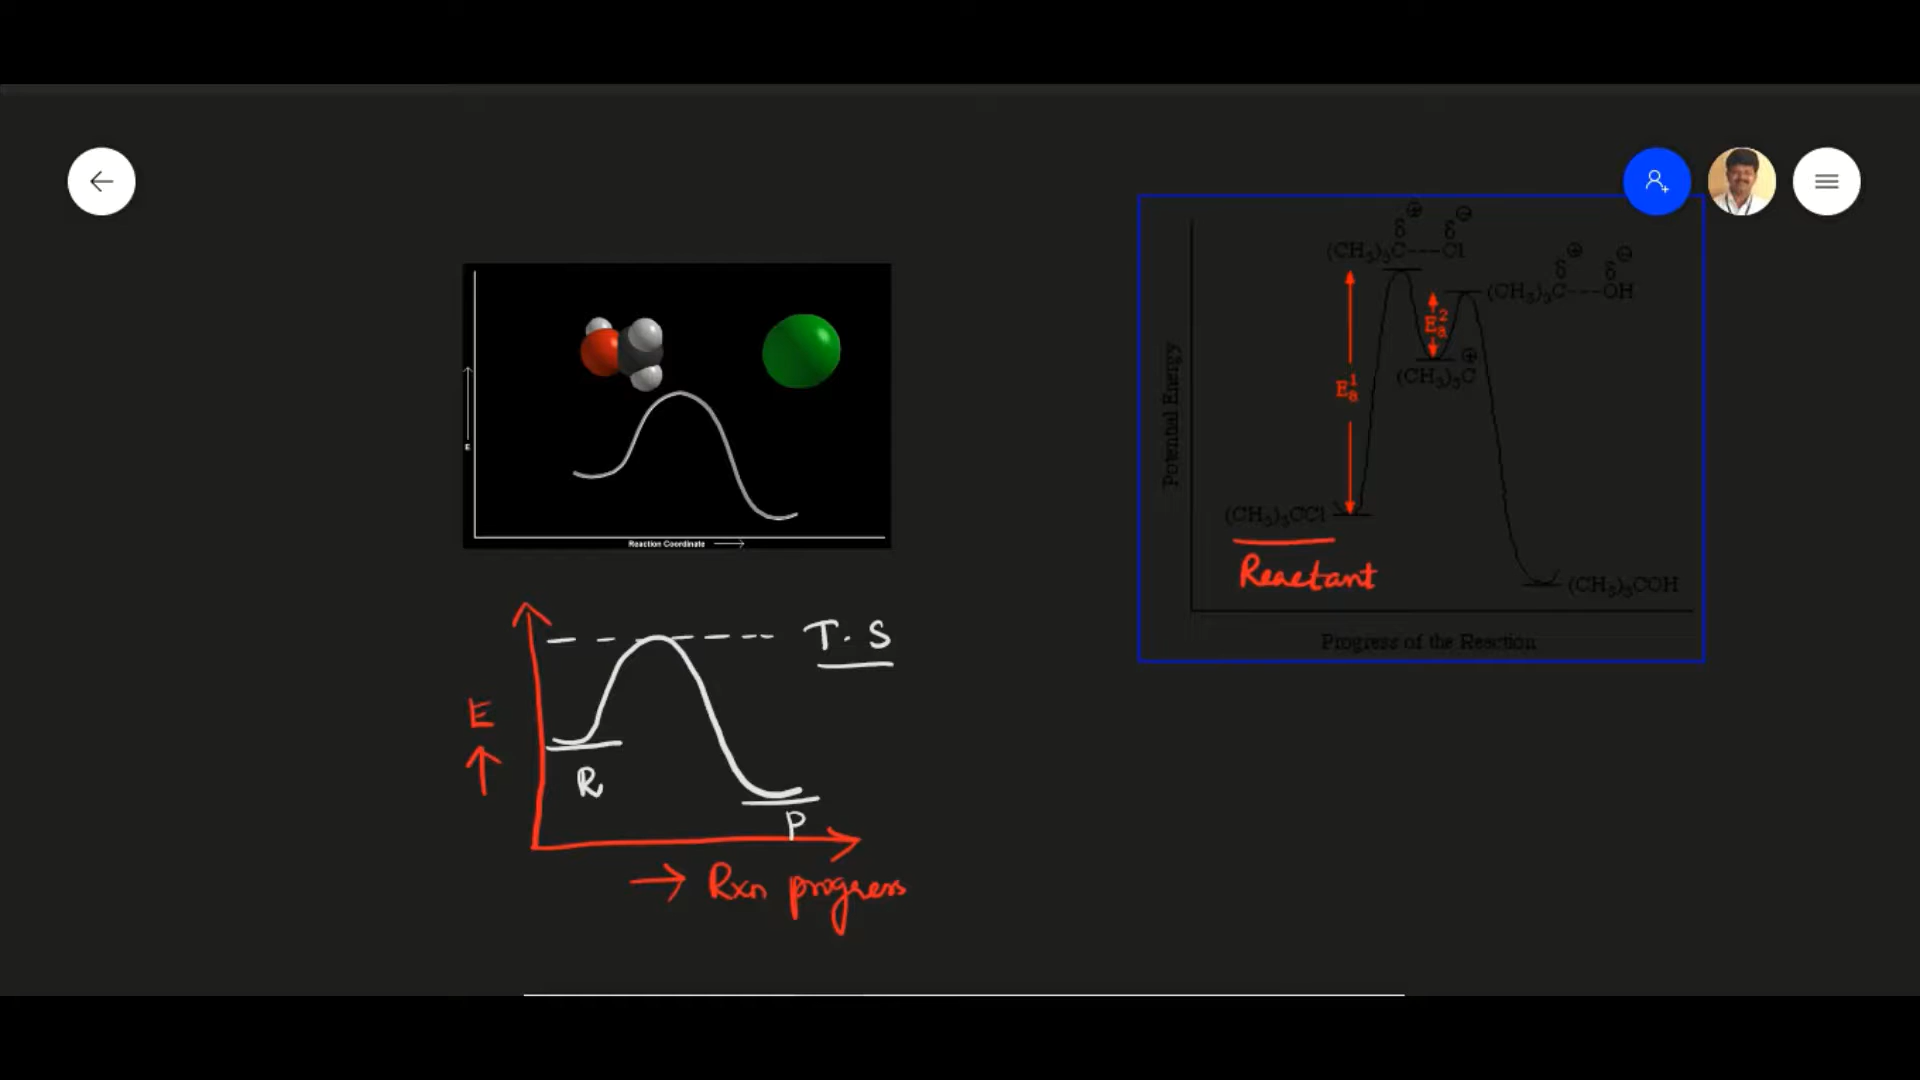 E
Reaction Coordinate
T.S
E
R
P
Rxn progress
δ⊕ δ⊖
(CH₃)₃C---Cl
δ⊕ δ⊖
(CH₃)₃C---OH
E¹ₐ
E²ₐ
⊕
(CH₃)₃C
Potential Energy
(CH₃)₃CCl
Reactant
(CH₃)₃COH
Progress of the Reaction